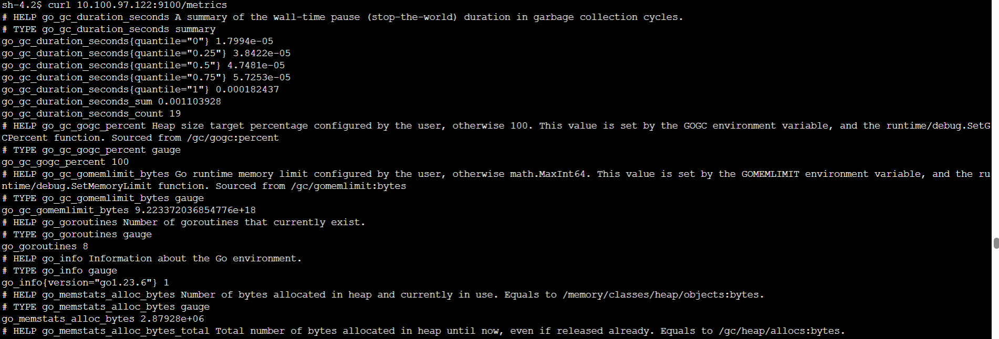 sh-4.2$ curl 10.100.97.122:9100/metrics
# HELP go_gc_duration_seconds A summary of the wall-time pause (stop-the-world) duration in garbage collection cycles.
# TYPE go_gc_duration_seconds summary
go_gc_duration_seconds{quantile="0"} 1.7994e-05
go_gc_duration_seconds{quantile="0.25"} 3.8422e-05
go_gc_duration_seconds{quantile="0.5"} 4.7481e-05
go_gc_duration_seconds{quantile="0.75"} 5.7253e-05
go_gc_duration_seconds{quantile="1"} 0.000182437
go_gc_duration_seconds_sum 0.001103928
go_gc_duration_seconds_count 19
# HELP go_gc_gogc_percent Heap size target percentage configured by the user, otherwise 100. This value is set by the GOGC environment variable, and the runtime/debug.SetG
CPercent function. Sourced from /gc/gogc:percent
# TYPE go_gc_gogc_percent gauge
go_gc_gogc_percent 100
# HELP go_gc_gomemlimit_bytes Go runtime memory limit configured by the user, otherwise math.MaxInt64. This value is set by the GOMEMLIMIT environment variable, and the ru
ntime/debug.SetMemoryLimit function. Sourced from /gc/gomemlimit:bytes
# TYPE go_gc_gomemlimit_bytes gauge
go_gc_gomemlimit_bytes 9.223372036854776e+18
# HELP go_goroutines Number of goroutines that currently exist.
# TYPE go_goroutines gauge
go_goroutines 8
# HELP go_info Information about the Go environment.
# TYPE go_info gauge
go_info{version="go1.23.6"} 1
# HELP go_memstats_alloc_bytes Number of bytes allocated in heap and currently in use. Equals to /memory/classes/heap/objects:bytes.
# TYPE go_memstats_alloc_bytes gauge
go_memstats_alloc_bytes 2.87928e+06
# HELP go_memstats_alloc_bytes_total Total number of bytes allocated in heap until now, even if released already. Equals to /gc/heap/allocs:bytes.